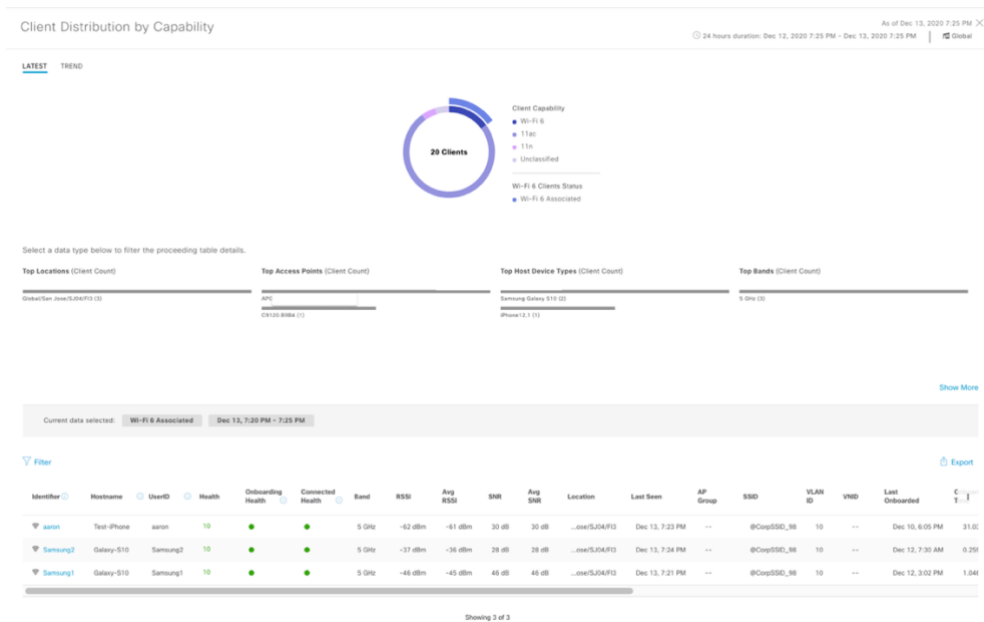 Client Distribution by Capability
As of Dec 13, 2020 7:25 PM
24 hours duration: Dec 12, 2020 7:25 PM - Dec 13, 2020 7:25 PM | Global
LATEST TREND
20 Clients
Client Capability
Wi-Fi 6
11ac
11n
Unclassified
Wi-Fi 6 Clients Status
Wi-Fi 6 Associated
Select a data type below to filter the proceeding table details.
Top Locations (Client Count) Top Access Points (Client Count) Top Host Device Types (Client Count) Top Bands (Client Count)
Global/San Jose/SJ04/Fl3 (3) APC Samsung Galaxy S10 (2) 5 GHz (3)
C9120.B9B4 (1) iPhone12,1 (1)
Show More
Current data selected: Wi-Fi 6 Associated Dec 13, 7:20 PM - 7:25 PM
Filter Export
Identifier Hostname UserID Health Onboarding Health Connected Health Band RSSI Avg RSSI SNR Avg SNR Location Last Seen AP Group SSID VLAN ID VNID Last Onboarded
aaron Test-iPhone aaron 10 5 GHz -62 dBm -61 dBm 30 dB 30 dB ...ose/SJ04/Fl3 Dec 13, 7:23 PM -- @CorpSSID_98 10 -- Dec 10, 6:05 PM 31.03
Samsung2 Galaxy-S10 Samsung2 10 5 GHz -37 dBm -36 dBm 28 dB 28 dB ...ose/SJ04/Fl3 Dec 13, 7:24 PM -- @CorpSSID_98 10 -- Dec 12, 7:30 AM
Samsung1 Galaxy-S10 Samsung1 10 5 GHz -46 dBm -45 dBm 46 dB 46 dB ...ose/SJ04/Fl3 Dec 13, 7:21 PM -- @CorpSSID_98 10 -- Dec 12, 3:02 PM
Showing 3 of 3